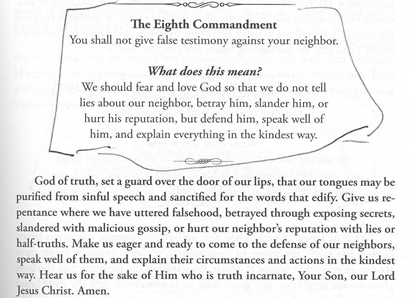 The Eighth Commandment
You shall not give false testimony against your neighbor.
What does this mean?
We should fear and love God so that we do not tell
lies about our neighbor, betray him, slander him, or
hurt his reputation, but defend him, speak well of
him, and explain everything in the kindest way.
God of truth, set a guard over the door of our lips, that our tongues may be
purified from sinful speech and sanctified for the words that edify. Give us re-
pentance where we have uttered falsehood, betrayed through exposing secrets,
slandered with malicious gossip, or hurt our neighbor's reputation with lies or
half-truths. Make us eager and ready to come to the defense of our neighbors,
speak well of them, and explain their circumstances and actions in the kindest
way. Hear us for the sake of Him who is truth incarnate, Your Son, our Lord
Jesus Christ. Amen.